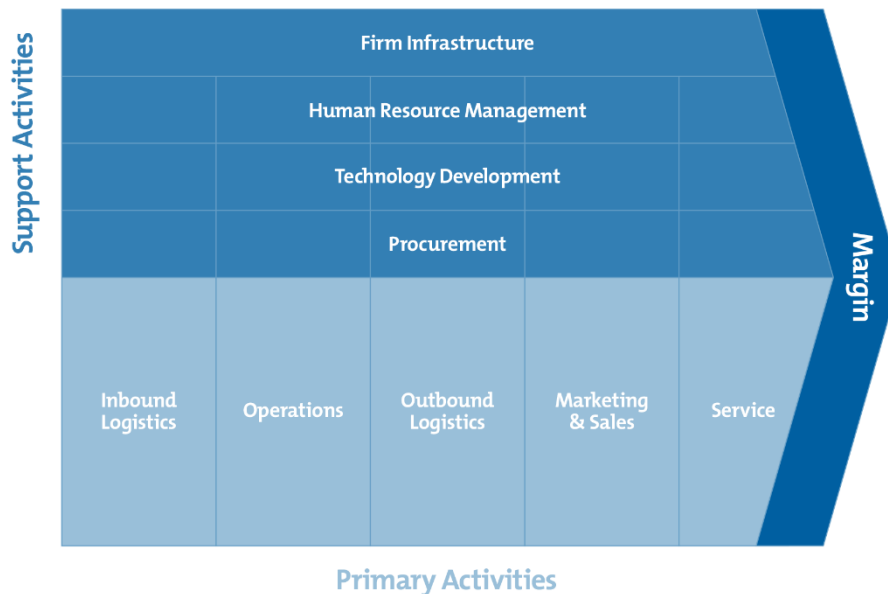 Support Activities
Firm Infrastructure
Human Resource Management
Technology Development
Procurement
Margin
Inbound
Logistics
Operations
Outbound
Logistics
Marketing
& Sales
Service
Primary Activities